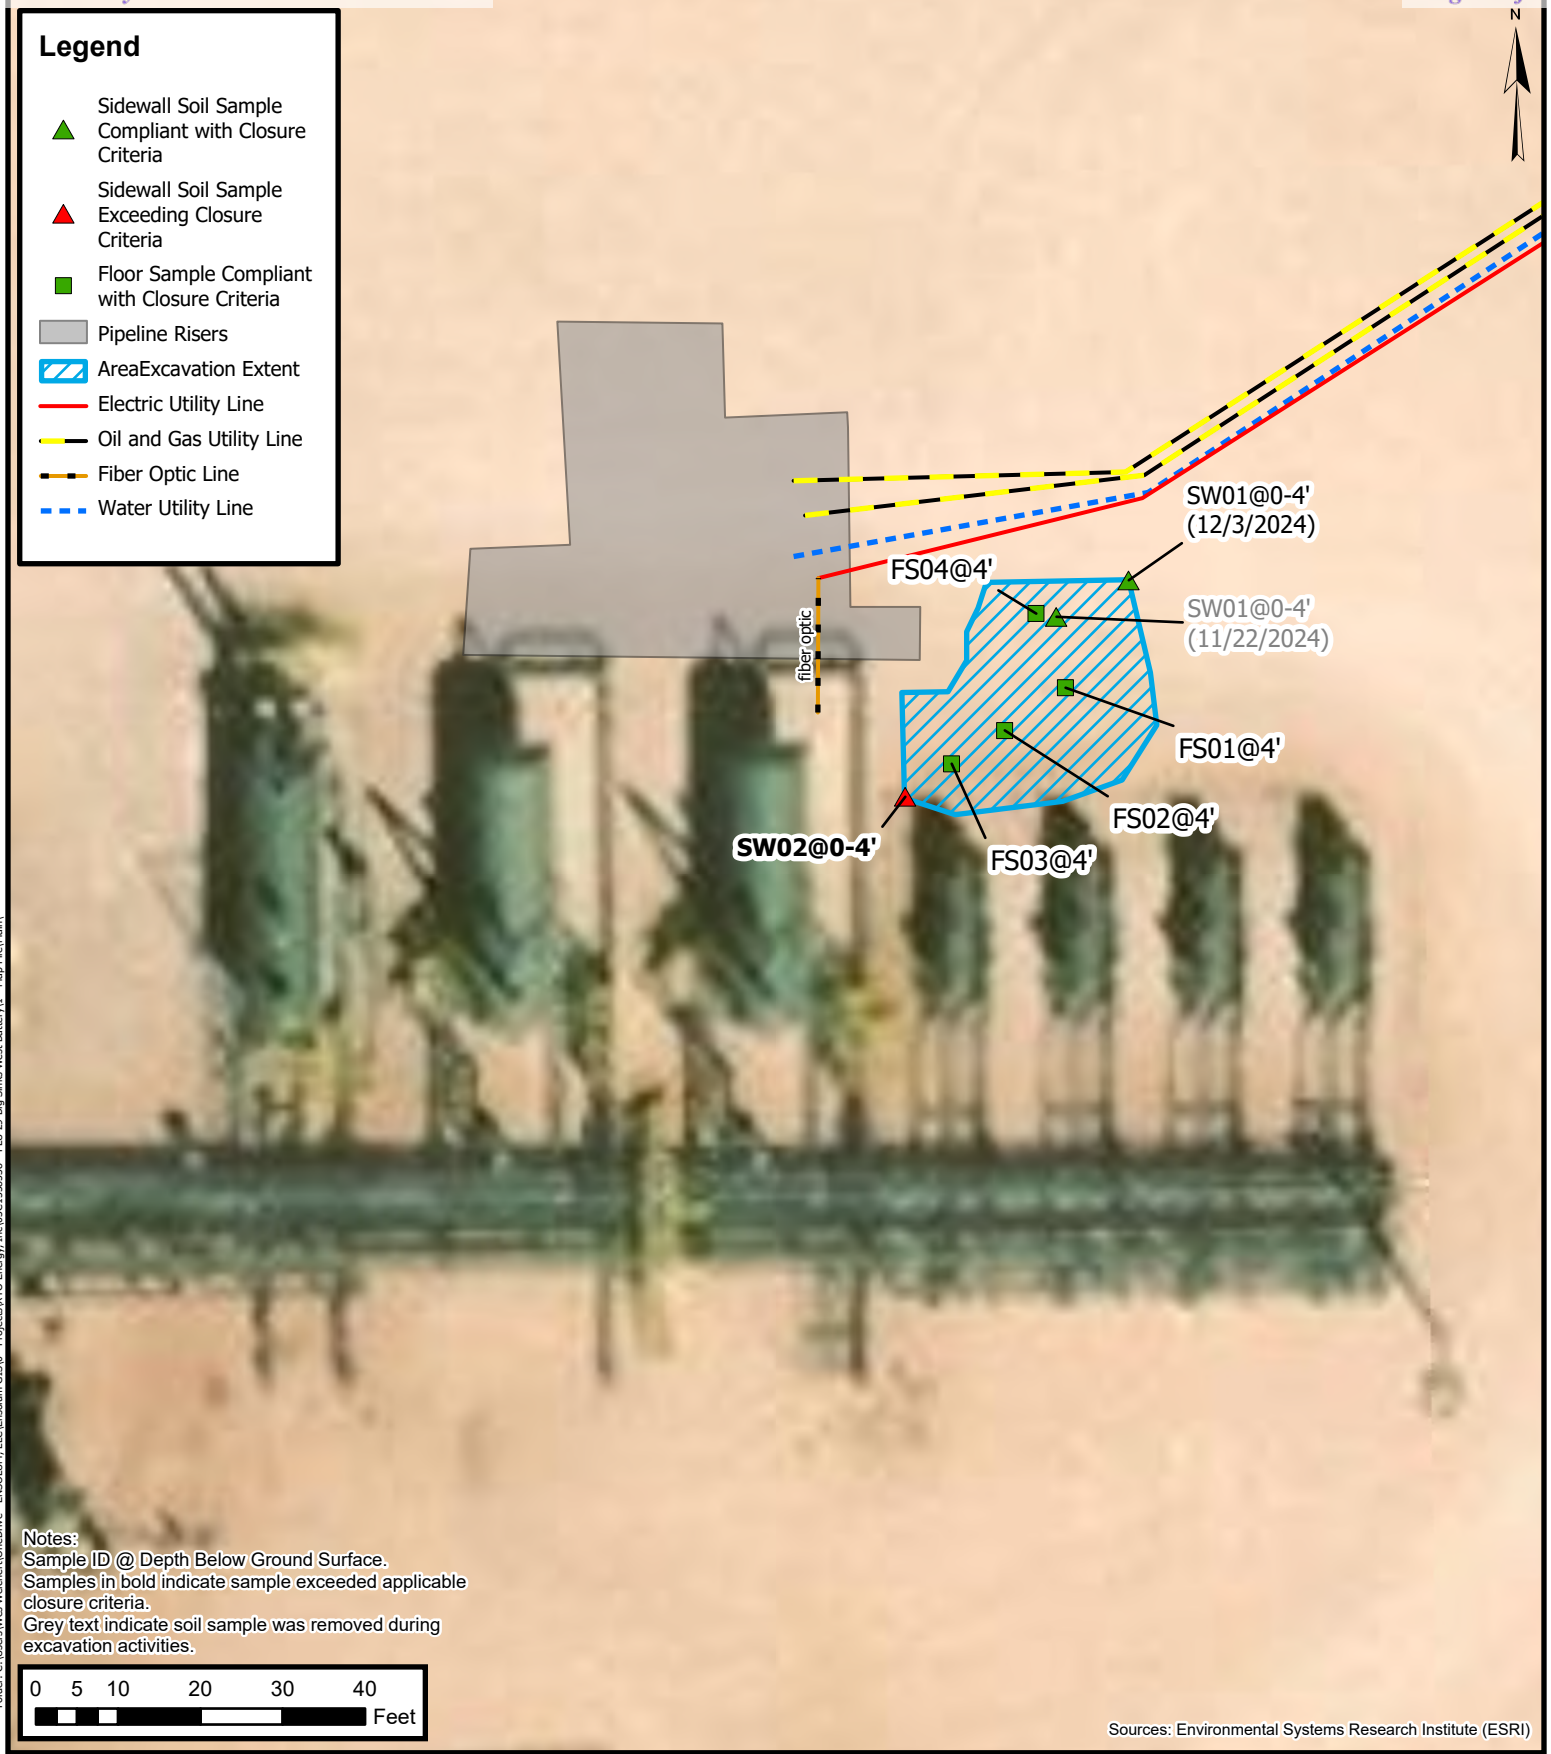 Legend
Sidewall Soil Sample
Compliant with Closure
Criteria
Sidewall Soil Sample
Exceeding Closure
Criteria
Floor Sample Compliant
with Closure Criteria
Pipeline Risers
AreaExcavation Extent
Electric Utility Line
Oil and Gas Utility Line
Fiber Optic Line
Water Utility Line
N
SW01@0-4'
(12/3/2024)
FS04@4'
SW01@0-4'
(11/22/2024)
fiber optic
FS01@4'
FS02@4'
SW02@0-4'
FS03@4'
Notes:
Sample ID @ Depth Below Ground Surface.
Samples in bold indicate sample exceeded applicable
closure criteria.
Grey text indicate soil sample was removed during
excavation activities.
0 5 10 20 30 40
Feet
Sources: Environmental Systems Research Institute (ESRI)